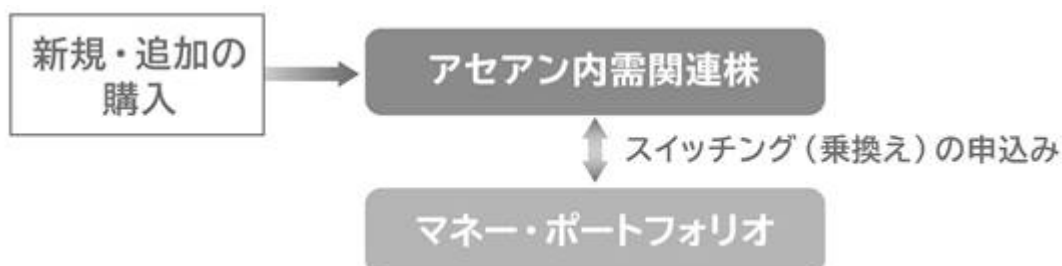 新規・追加の
購入
アセアン内需関連株
スイッチング（乗換え）の申込み
マネー・ポートフォリオ